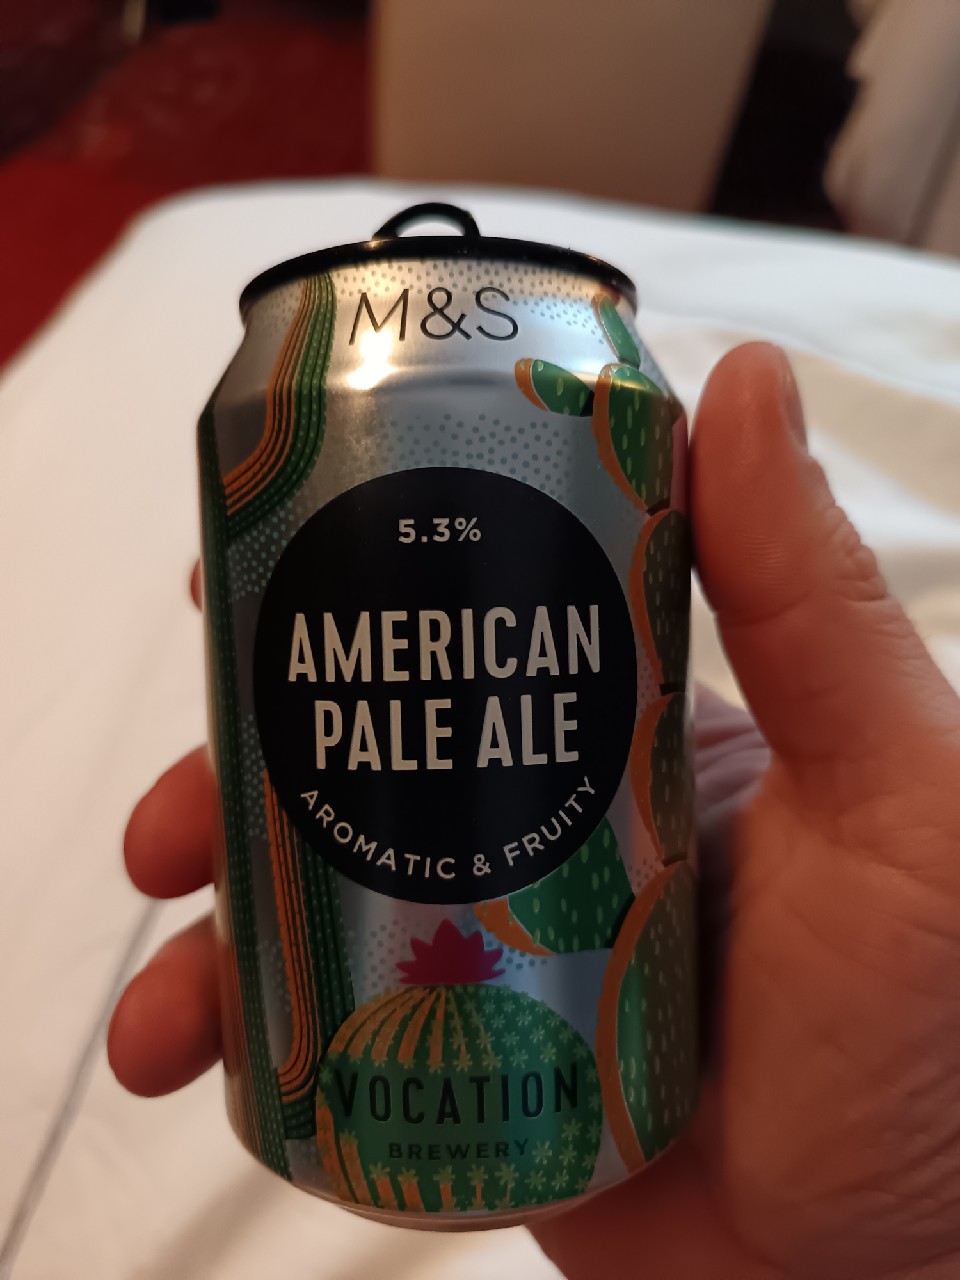 M&S
5.3%
AMERICAN
PALE ALE
AROMATIC & FRUITY
VOCATION
BREWERY